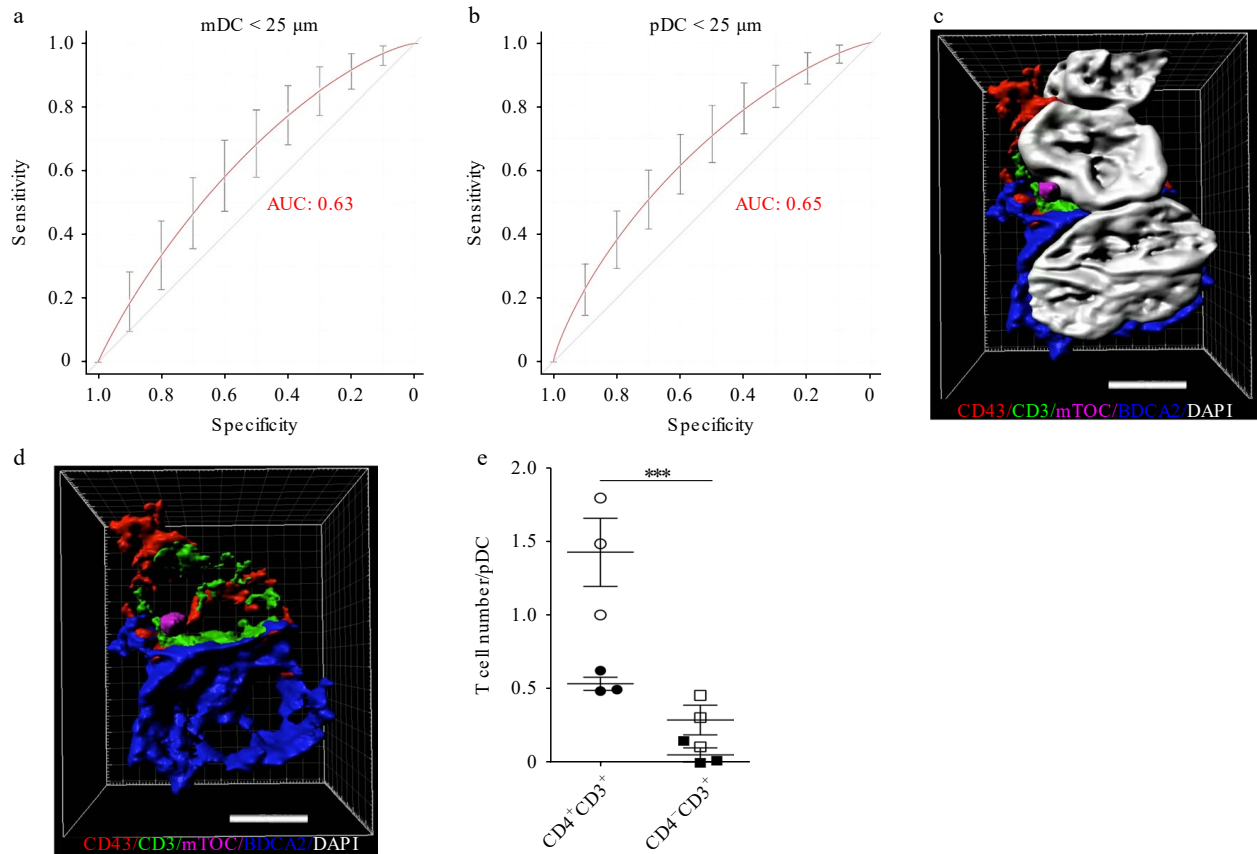 a
mDC < 25 μm
1.0
0.8
0.6
0.4
0.2
0
Sensitivity
AUC: 0.63
1.0 0.8 0.6 0.4 0.2 0
Specificity
b
pDC < 25 μm
1.0
0.8
0.6
0.4
0.2
0
Sensitivity
AUC: 0.65
1.0 0.8 0.6 0.4 0.2 0
Specificity
c
CD43/CD3/mTOC/BDCA2/DAPI
d
CD43/CD3/mTOC/BDCA2/DAPI
e
***
2.0
1.5
1.0
0.5
0
T cell number/pDC
CD4⁺CD3⁺
CD4⁻CD3⁺